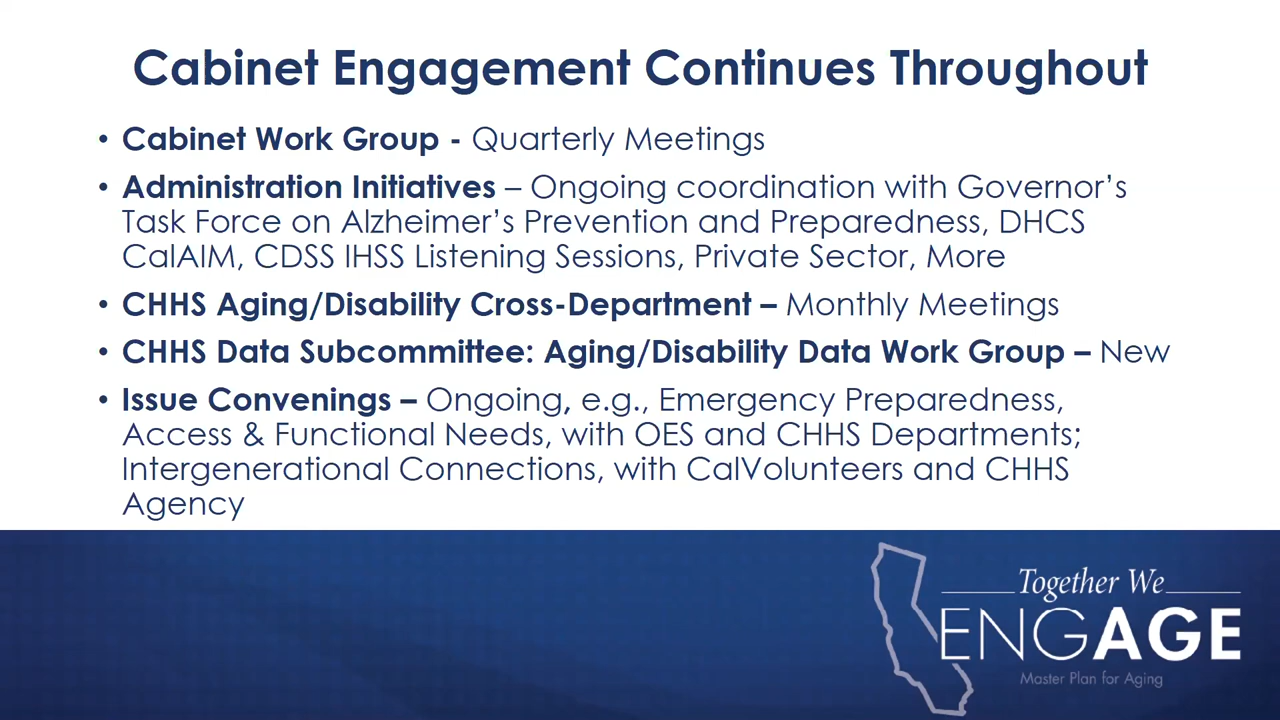 Cabinet Engagement Continues Throughout
• Cabinet Work Group - Quarterly Meetings
• Administration Initiatives – Ongoing coordination with Governor’s
Task Force on Alzheimer’s Prevention and Preparedness, DHCS
CalAIM, CDSS IHSS Listening Sessions, Private Sector, More
• CHHS Aging/Disability Cross-Department – Monthly Meetings
• CHHS Data Subcommittee: Aging/Disability Data Work Group – New
• Issue Convenings – Ongoing, e.g., Emergency Preparedness,
Access & Functional Needs, with OES and CHHS Departments;
Intergenerational Connections, with CalVolunteers and CHHS
Agency
Together We
ENGAGE
Master Plan for Aging